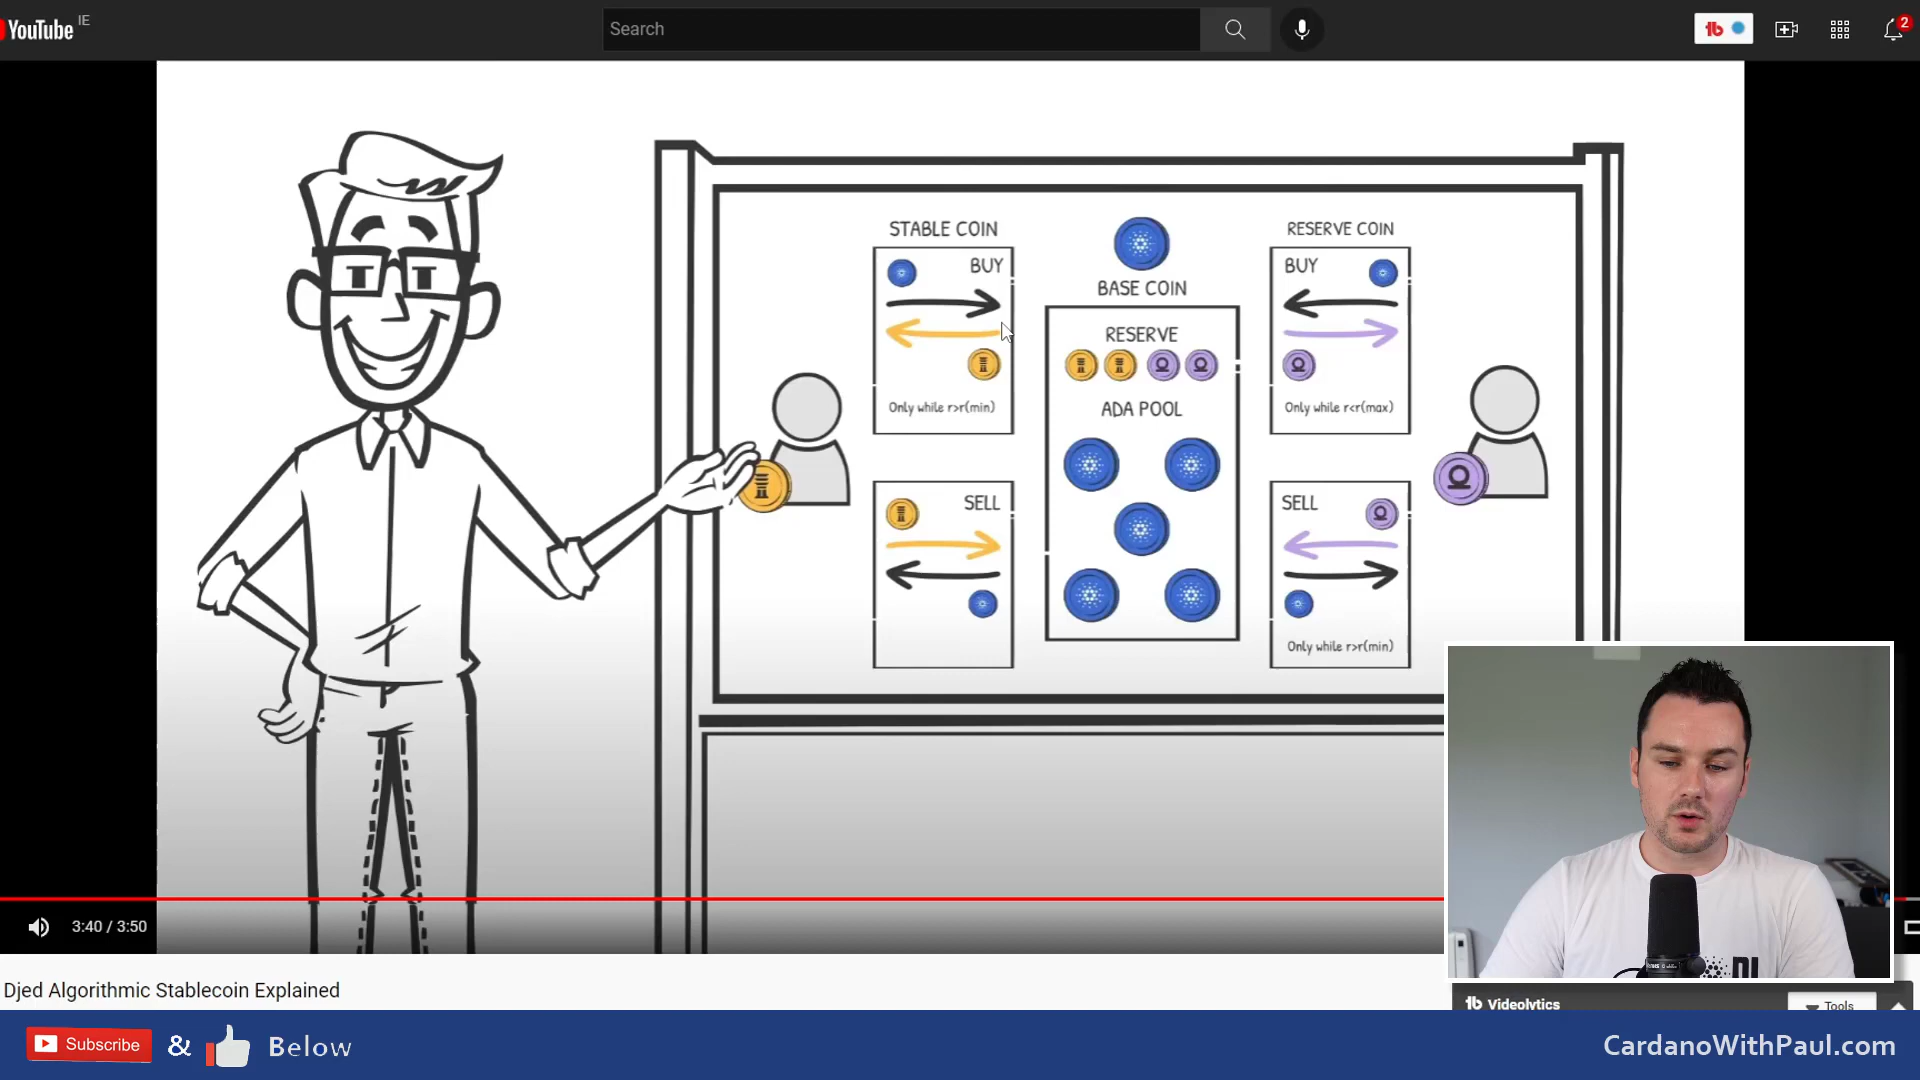 YouTube IE
Search
2
STABLE COIN
BUY
Only while r>r(min)
SELL
BASE COIN
RESERVE
ADA POOL
RESERVE COIN
BUY
Only while r<r(max)
SELL
Only while r>r(min)
3:40 / 3:50
Djed Algorithmic Stablecoin Explained
Videolytics
Tools
Subscribe & Below
CardanoWithPaul.com